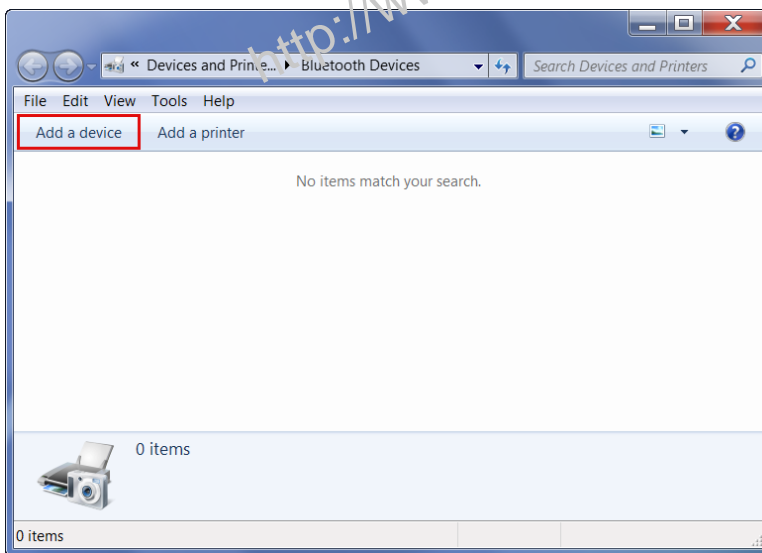 http://w
« Devices and Printe... ▸ Bluetooth Devices
Search Devices and Printers
File Edit View Tools Help
Add a device Add a printer
No items match your search.
0 items
0 items